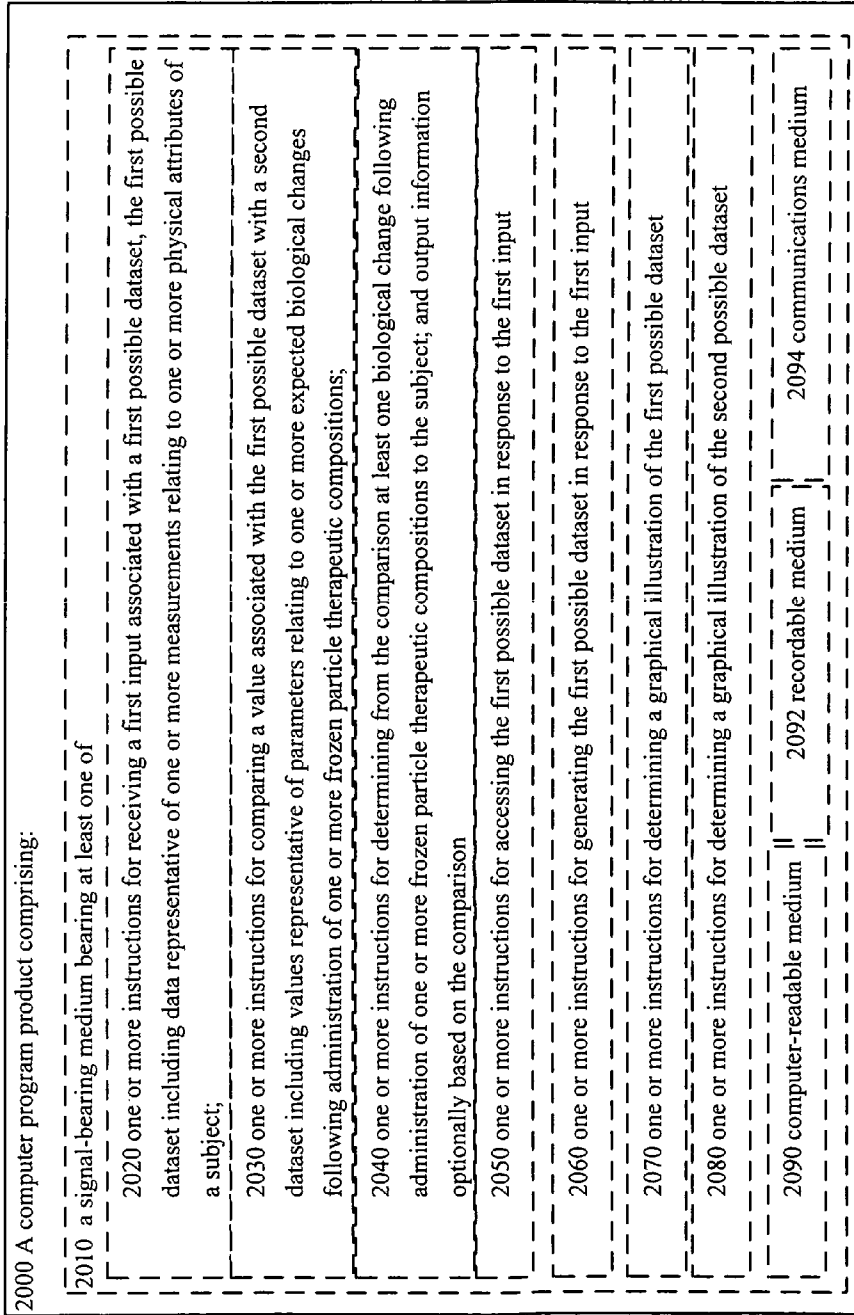 2000 A computer program product comprising:
2010 a signal-bearing medium bearing at least one of
2020 one or more instructions for receiving a first input associated with a first possible dataset, the first possible
dataset including data representative of one or more measurements relating to one or more physical attributes of
a subject;
2030 one or more instructions for comparing a value associated with the first possible dataset with a second
dataset including values representative of parameters relating to one or more expected biological changes
following administration of one or more frozen particle therapeutic compositions;
2040 one or more instructions for determining from the comparison at least one biological change following
administration of one or more frozen particle therapeutic compositions to the subject; and output information
optionally based on the comparison
2050 one or more instructions for accessing the first possible dataset in response to the first input
2060 one or more instructions for generating the first possible dataset in response to the first input
2070 one or more instructions for determining a graphical illustration of the first possible dataset
2080 one or more instructions for determining a graphical illustration of the second possible dataset
2090 computer-readable medium
2092 recordable medium
2094 communications medium